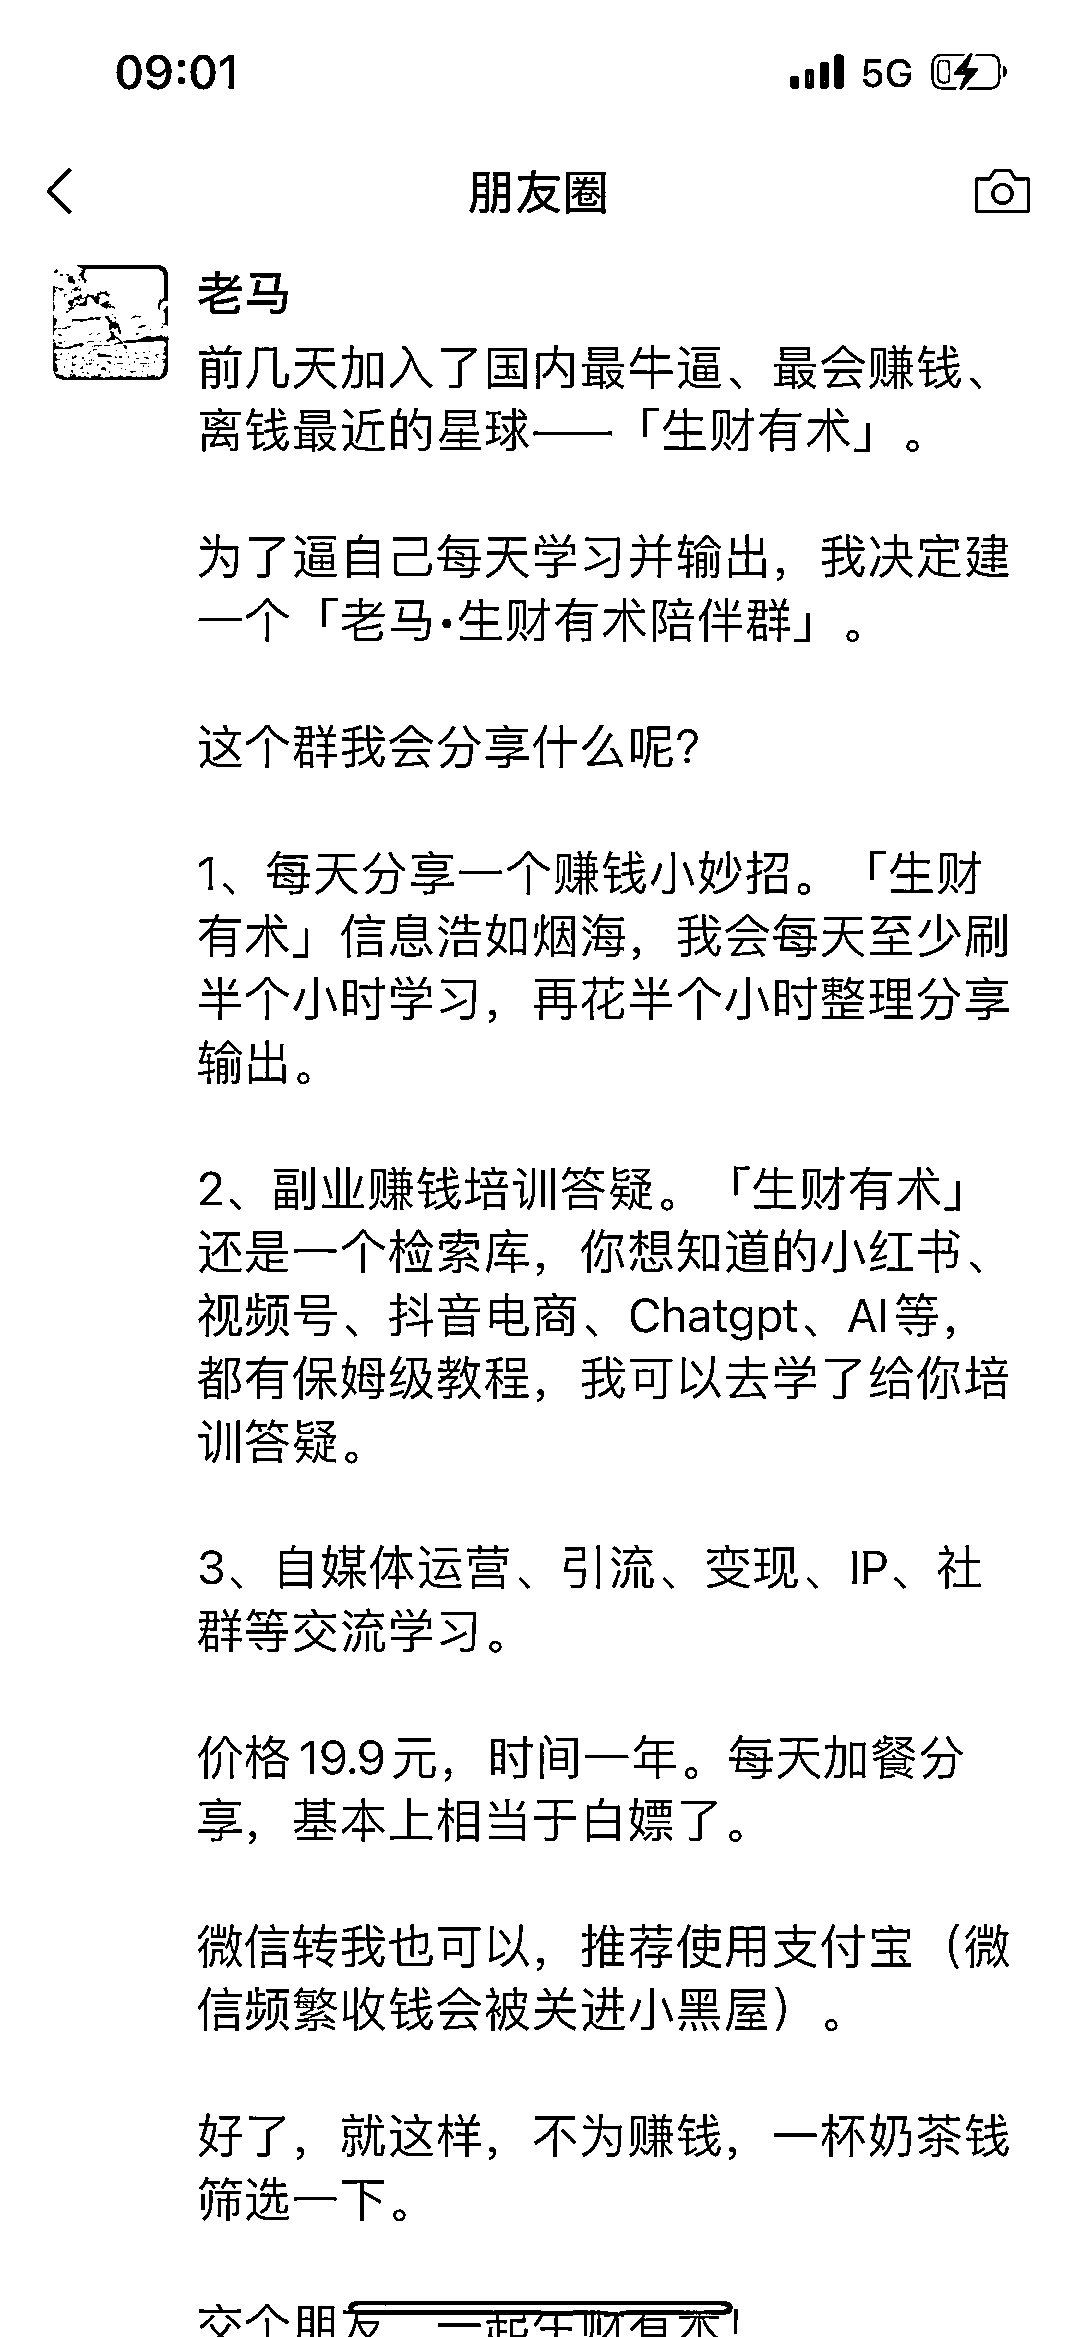 09:01
5G
朋友圈
老马
前几天加入了国内最牛逼、最会赚钱、
离钱最近的星球——「生财有术」。
为了逼自己每天学习并输出，我决定建
一个「老马·生财有术陪伴群」。
这个群我会分享什么呢？
1、每天分享一个赚钱小妙招。「生财
有术」信息浩如烟海，我会每天至少刷
半个小时学习，再花半个小时整理分享
输出。
2、副业赚钱培训答疑。「生财有术」
还是一个检索库，你想知道的小红书、
视频号、抖音电商、Chatgpt、AI等，
都有保姆级教程，我可以去学了给你培
训答疑。
3、自媒体运营、引流、变现、IP、社
群等交流学习。
价格19.9元，时间一年。每天加餐分
享，基本上相当于白嫖了。
微信转我也可以，推荐使用支付宝（微
信频繁收钱会被关进小黑屋）。
好了，就这样，不为赚钱，一杯奶茶钱
筛选一下。
交个朋友，一起生财有术！